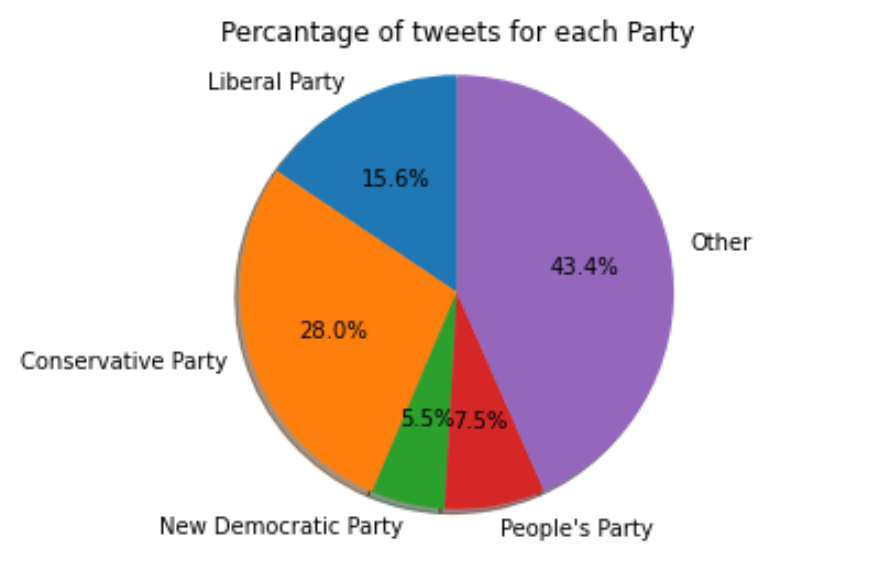 Percantage of tweets for each Party
Liberal Party
15.6%
Other
43.4%
28.0%
Conservative Party
5.5%
7.5%
New Democratic Party
People's Party